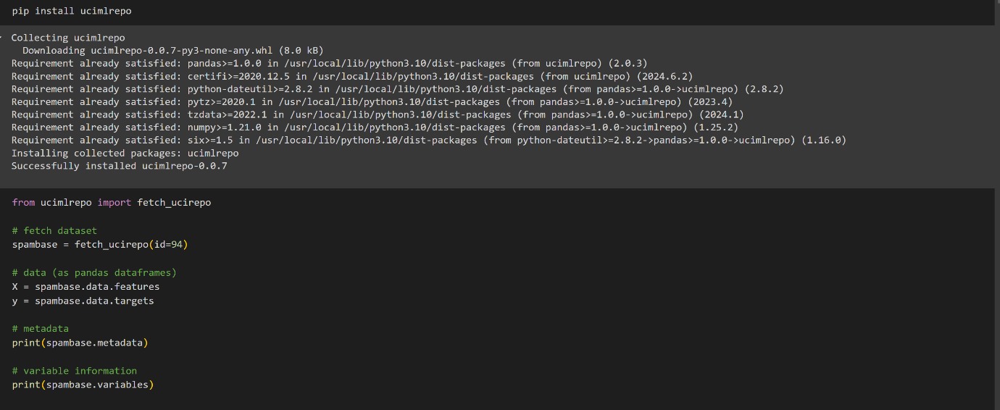 pip install ucimlrepo
Collecting ucimlrepo
Downloading ucimlrepo-0.0.7-py3-none-any.whl (8.0 kB)
Requirement already satisfied: pandas>=1.0.0 in /usr/local/lib/python3.10/dist-packages (from ucimlrepo) (2.0.3)
Requirement already satisfied: certifi>=2020.12.5 in /usr/local/lib/python3.10/dist-packages (from ucimlrepo) (2024.6.2)
Requirement already satisfied: python-dateutil>=2.8.2 in /usr/local/lib/python3.10/dist-packages (from pandas>=1.0.0->ucimlrepo) (2.8.2)
Requirement already satisfied: pytz>=2020.1 in /usr/local/lib/python3.10/dist-packages (from pandas>=1.0.0->ucimlrepo) (2023.4)
Requirement already satisfied: tzdata>=2022.1 in /usr/local/lib/python3.10/dist-packages (from pandas>=1.0.0->ucimlrepo) (2024.1)
Requirement already satisfied: numpy>=1.21.0 in /usr/local/lib/python3.10/dist-packages (from pandas>=1.0.0->ucimlrepo) (1.25.2)
Requirement already satisfied: six>=1.5 in /usr/local/lib/python3.10/dist-packages (from python-dateutil>=2.8.2->pandas>=1.0.0->ucimlrepo) (1.16.0)
Installing collected packages: ucimlrepo
Successfully installed ucimlrepo-0.0.7
from ucimlrepo import fetch_ucirepo
# fetch dataset
spambase = fetch_ucirepo(id=94)
# data (as pandas dataframes)
X = spambase.data.features
y = spambase.data.targets
# metadata
print(spambase.metadata)
# variable information
print(spambase.variables)